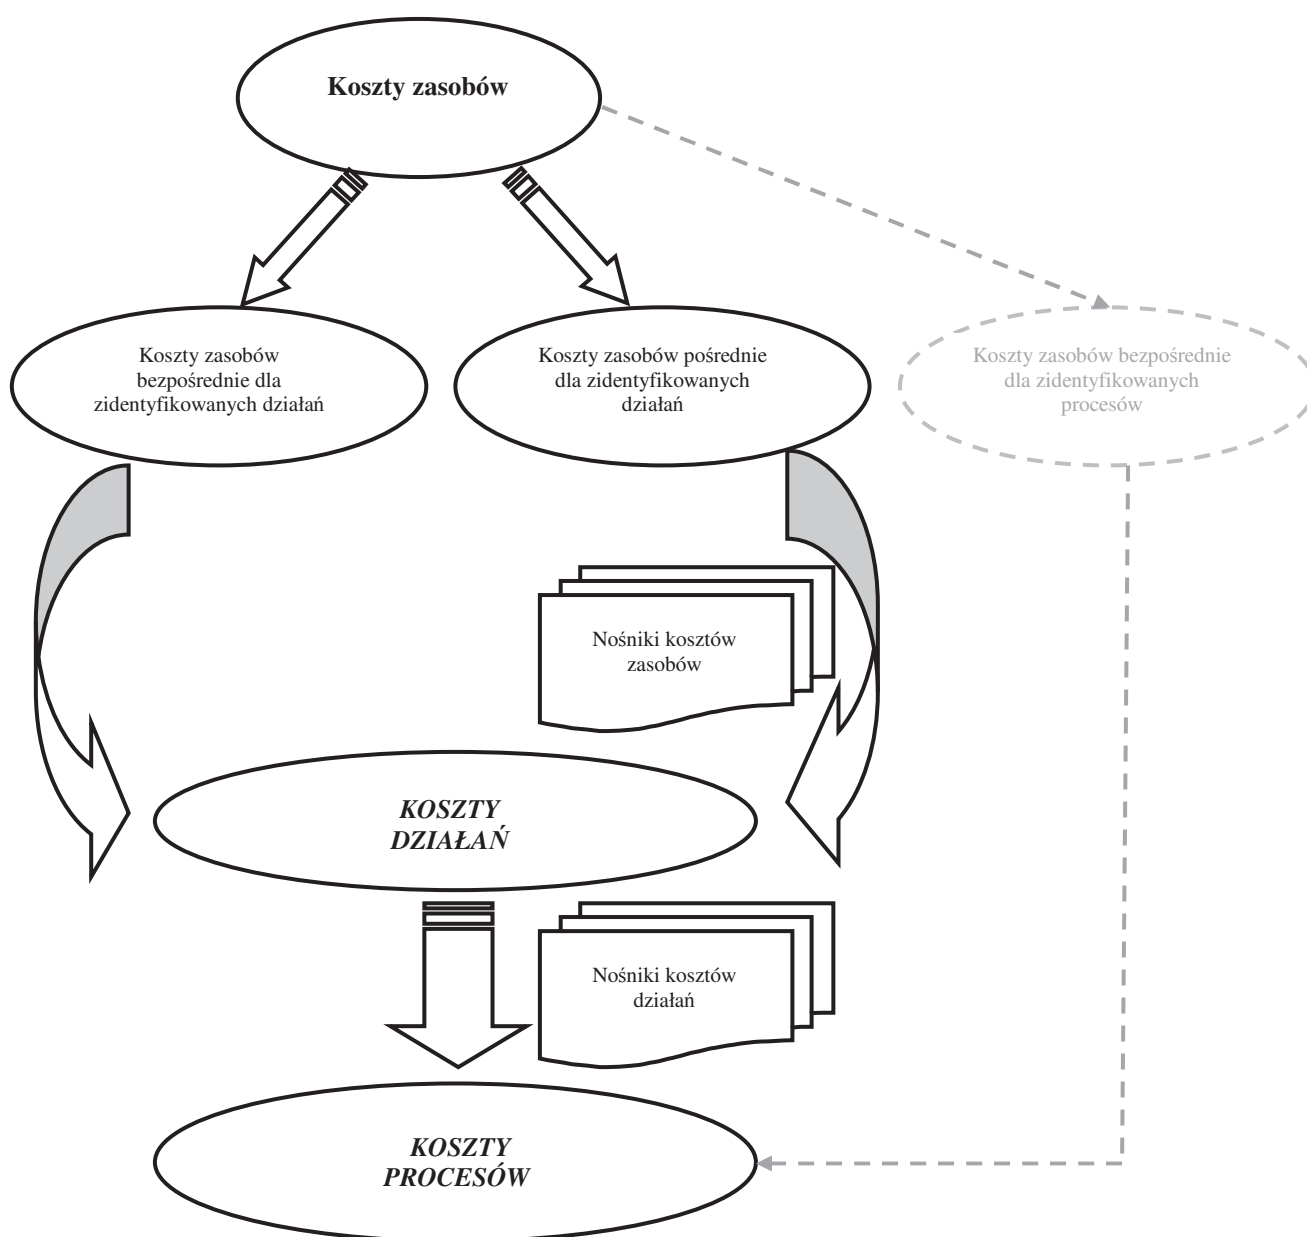 Koszty zasobów
Koszty zasobów
bezpośrednie dla
zidentyfikowanych działań
Koszty zasobów pośrednie
dla zidentyfikowanych
działań
Koszty zasobów bezpośrednie
dla zidentyfikowanych
procesów
Nośniki kosztów
zasobów
KOSZTY
DZIAŁAŃ
Nośniki kosztów
działań
KOSZTY
PROCESÓW